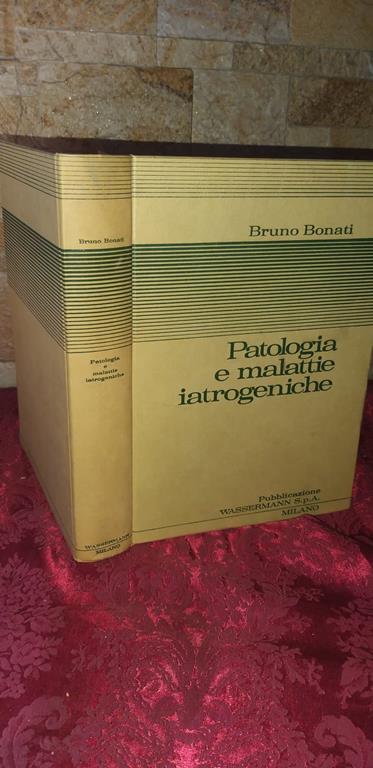 Bruno Bonati
Patologia
e
malattie
iatrogeniche
WASSERMANN
MILANO
Bruno Bonati
Patologia
e malattie
iatrogeniche
Pubblicazione
WASSERMANN S.p.A.
MILANO